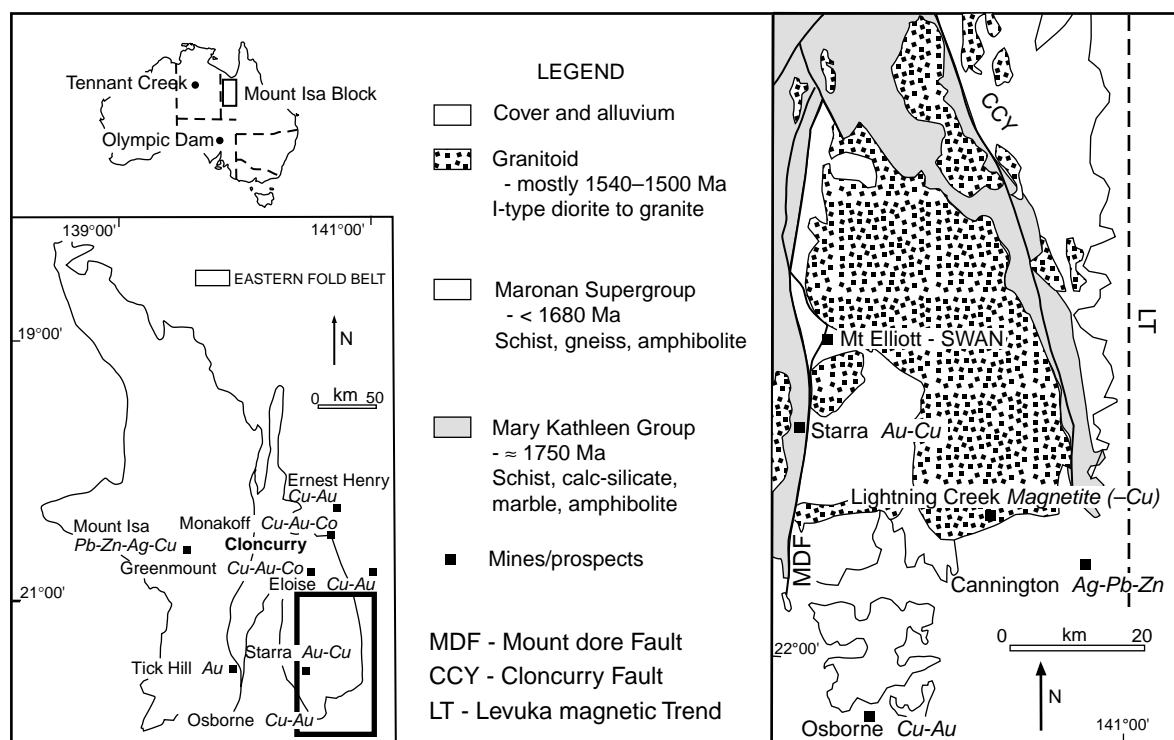 Tennant Creek
Mount Isa Block
Olympic Dam
139°00'
141°00'
EASTERN FOLD BELT
19°00'
N
0 km 50
Ernest Henry
Cu-Au
Monakoff Cu-Au-Co
Mount Isa
Pb-Zn-Ag-Cu
Cloncurry
Greenmount Cu-Au-Co
Eloise Cu-Au
21°00'
Starra Au-Cu
Tick Hill Au
Osborne Cu-Au
LEGEND
Cover and alluvium
Granitoid
- mostly 1540–1500 Ma
I-type diorite to granite
Maronan Supergroup
- < 1680 Ma
Schist, gneiss, amphibolite
Mary Kathleen Group
- ≈ 1750 Ma
Schist, calc-silicate,
marble, amphibolite
Mines/prospects
MDF - Mount dore Fault
CCY - Cloncurry Fault
LT - Levuka magnetic Trend
CCY
LT
Mt Elliott - SWAN
Starra Au-Cu
Lightning Creek Magnetite (–Cu)
MDF
Cannington Ag-Pb-Zn
km
0 20
22°00'
N
Osborne Cu-Au
141°00'